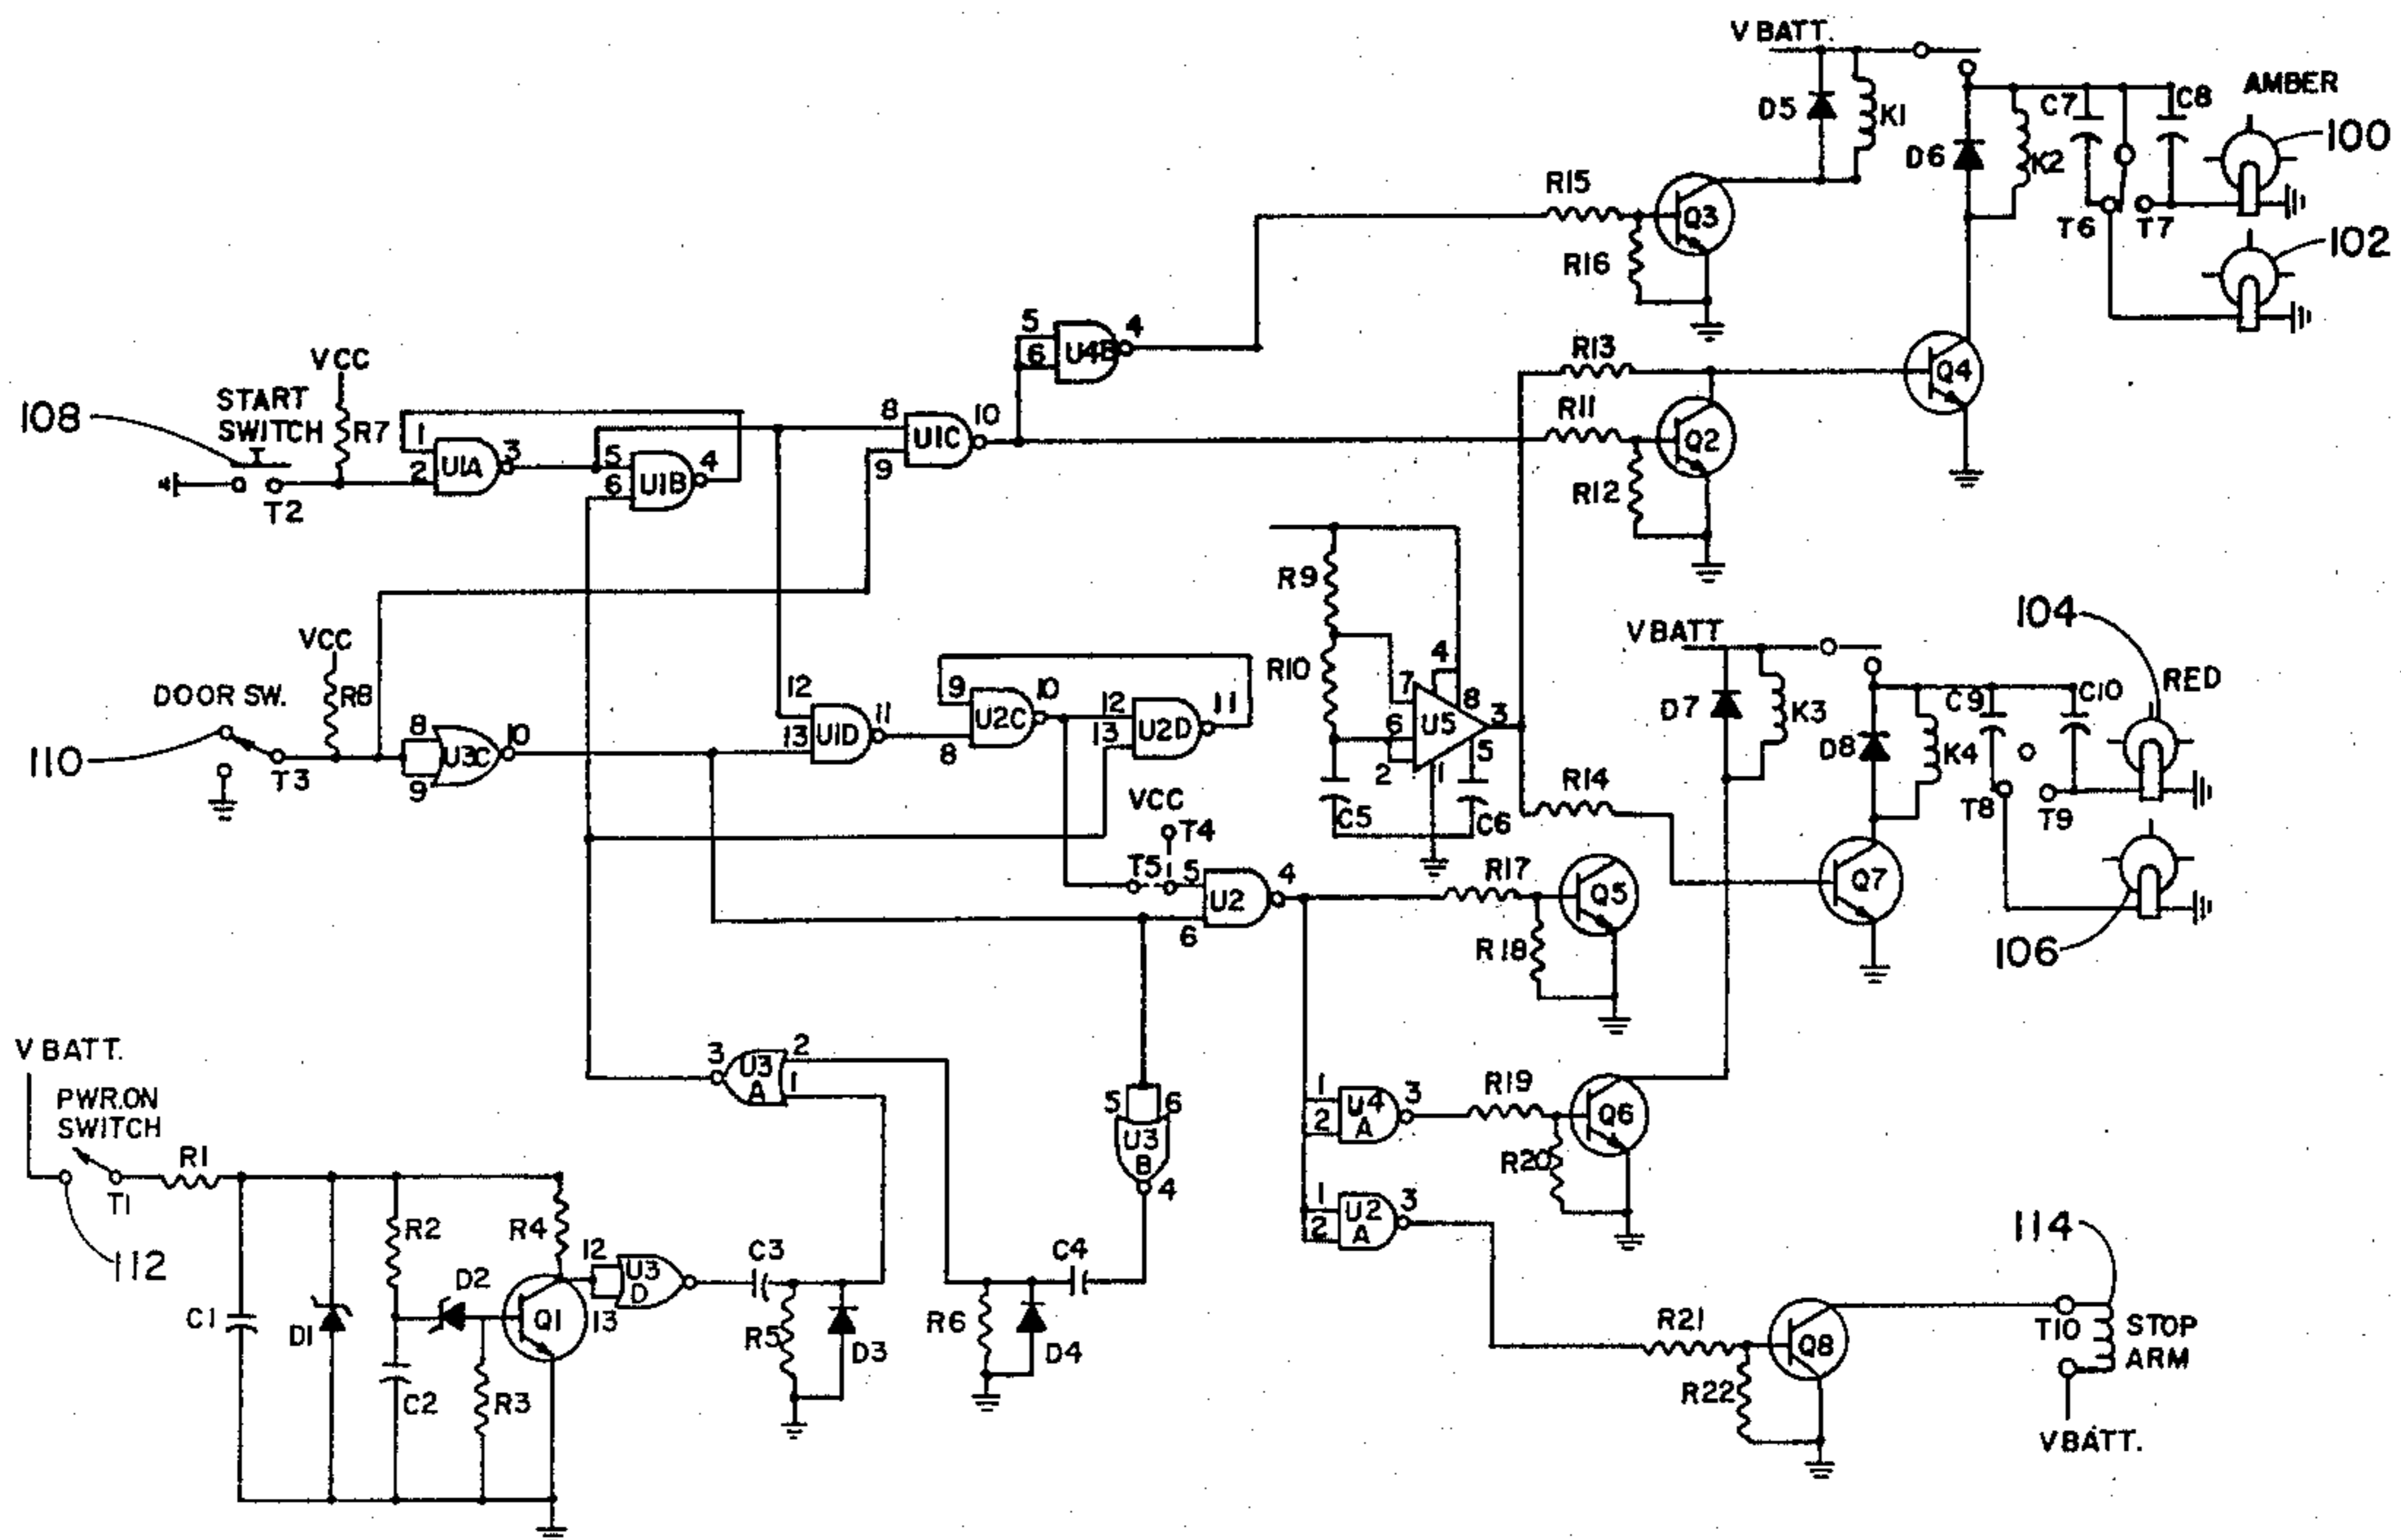 V BATT.
D5
K1
C7
C8
AMBER
100
D6
K2
R15
Q3
T6
T7
102
R16
5
6
U4B
4
R13
Q4
VCC
START
SWITCH
R7
108
T2
1
2
U1A
3
5
6
U1B
4
8
9
U1C
10
R11
Q2
R12
R9
R10
VCC
DOOR SW.
R8
110
T3
8
9
U3C
10
12
13
U1D
11
9
8
U2C
10
12
13
U2D
11
7
6
2
4
8
U5
3
5
1
C5
C6
V BATT
D7
K3
C9
C10
RED
104
D8
K4
T8
T9
106
R14
Q7
VCC
T4
T5
5
6
U2
4
R17
Q5
R18
V BATT.
PWR.ON
SWITCH
T1
112
R1
R2
R4
C1
D1
C2
D2
R3
Q1
12
13
U3
D
C3
R5
D3
3
U3
A
2
1
R6
D4
C4
5
6
U3
B
4
1
2
U4
A
3
R19
Q6
R20
1
2
U2
A
3
R21
Q8
R22
114
T10
STOP
ARM
VBATT.